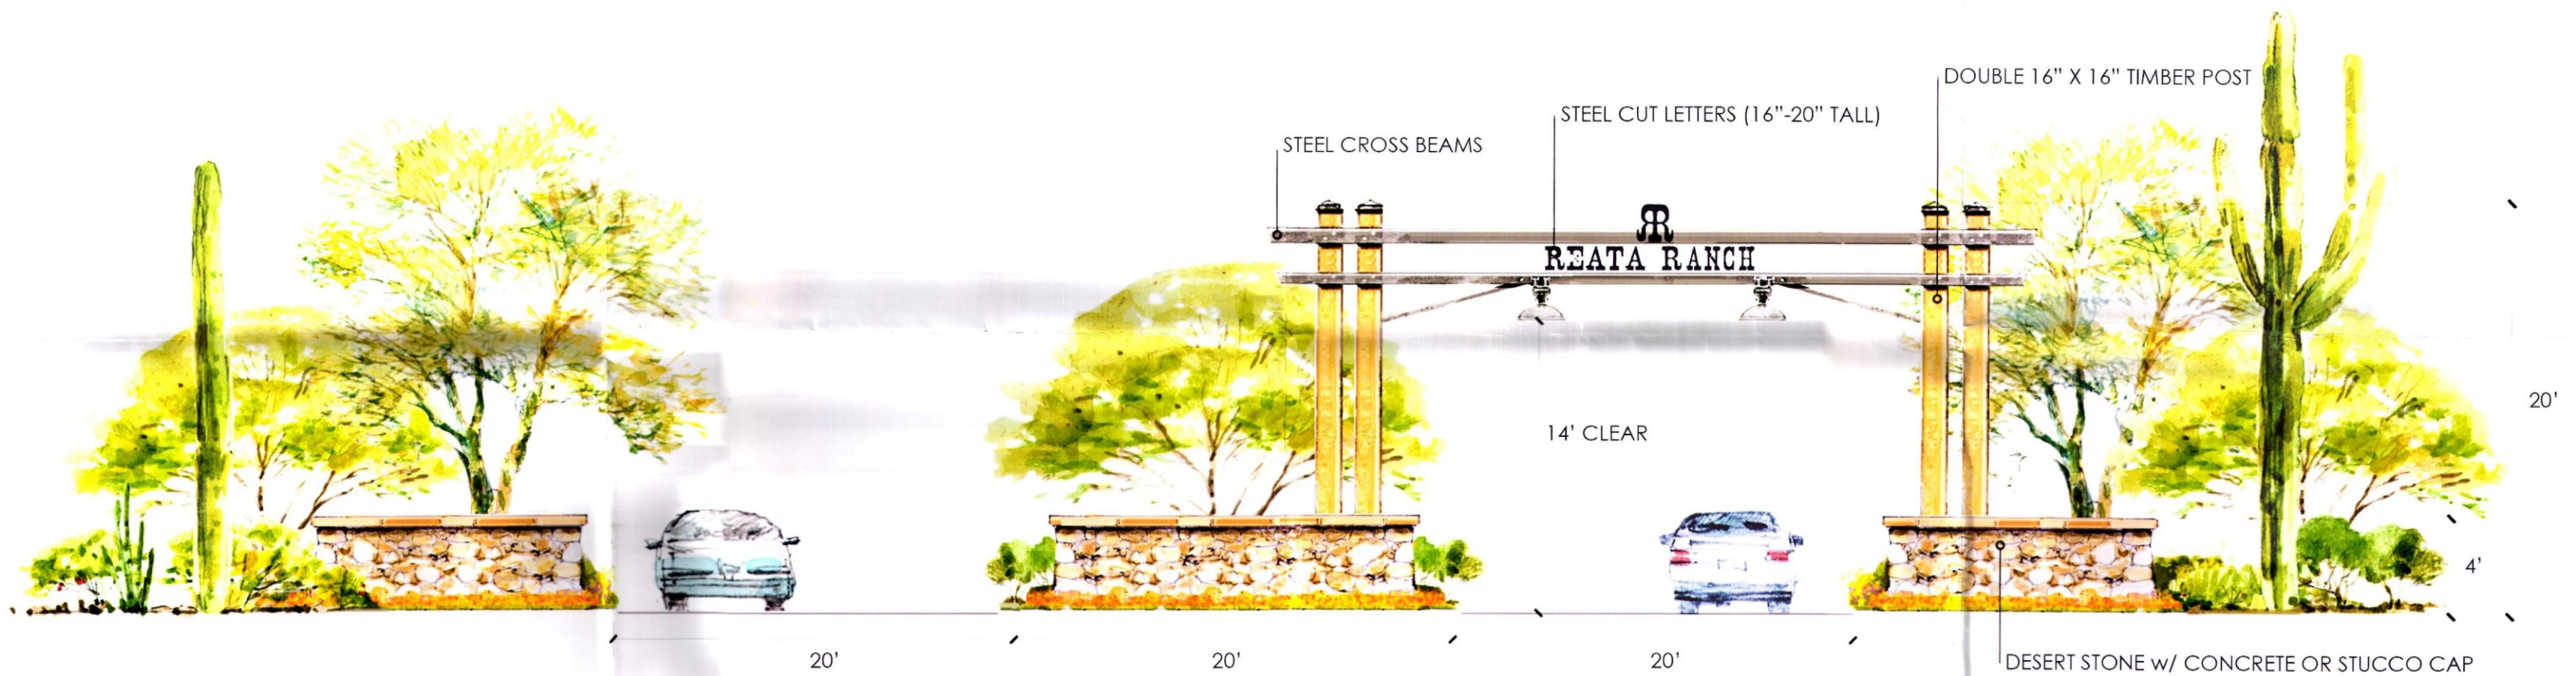 DOUBLE 16” X 16” TIMBER POST
STEEL CUT LETTERS (16”-20” TALL)
STEEL CROSS BEAMS
RR
REATA RANCH
20’
14’ CLEAR
4’
20’
20’
20’
DESERT STONE w/ CONCRETE OR STUCCO CAP